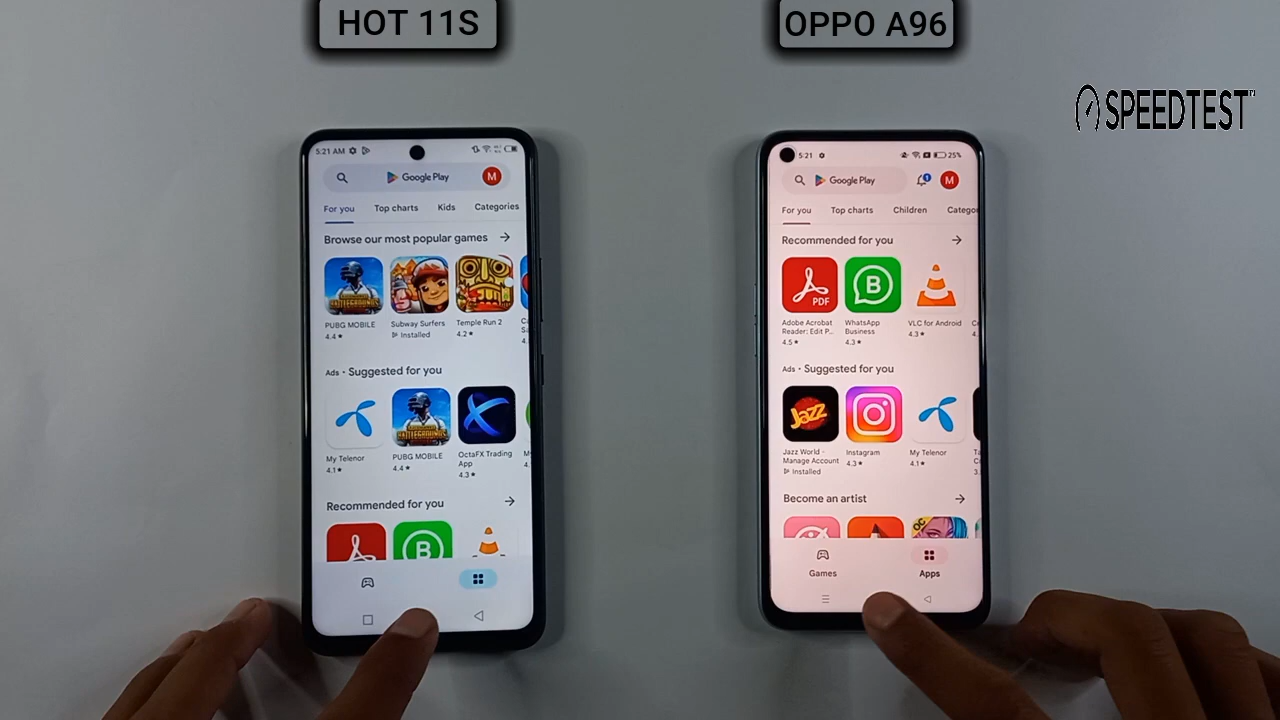 HOT 11S
OPPO A96
SPEEDTEST
5:21 AM
Google Play
M
For you
Top charts
Kids
Categories
Browse our most popular games
PUBG MOBILE
4.4★
Subway Surfers
Installed
Temple Run 2
4.2★
Ads • Suggested for you
My Telenor
4.1★
PUBG MOBILE
4.4★
OctaFX Trading
App
4.3★
Recommended for you
B
5:21
25%
Google Play
1
M
For you
Top charts
Children
Categor
Recommended for you
PDF
B
Adobe Acrobat
Reader: Edit P...
4.5★
WhatsApp
Business
4.3★
VLC for Android
4.3★
Ads • Suggested for you
Jazz
Jazz World -
Manage Account
Installed
Instagram
4.3★
My Telenor
4.1★
Become an artist
OC
Games
Apps